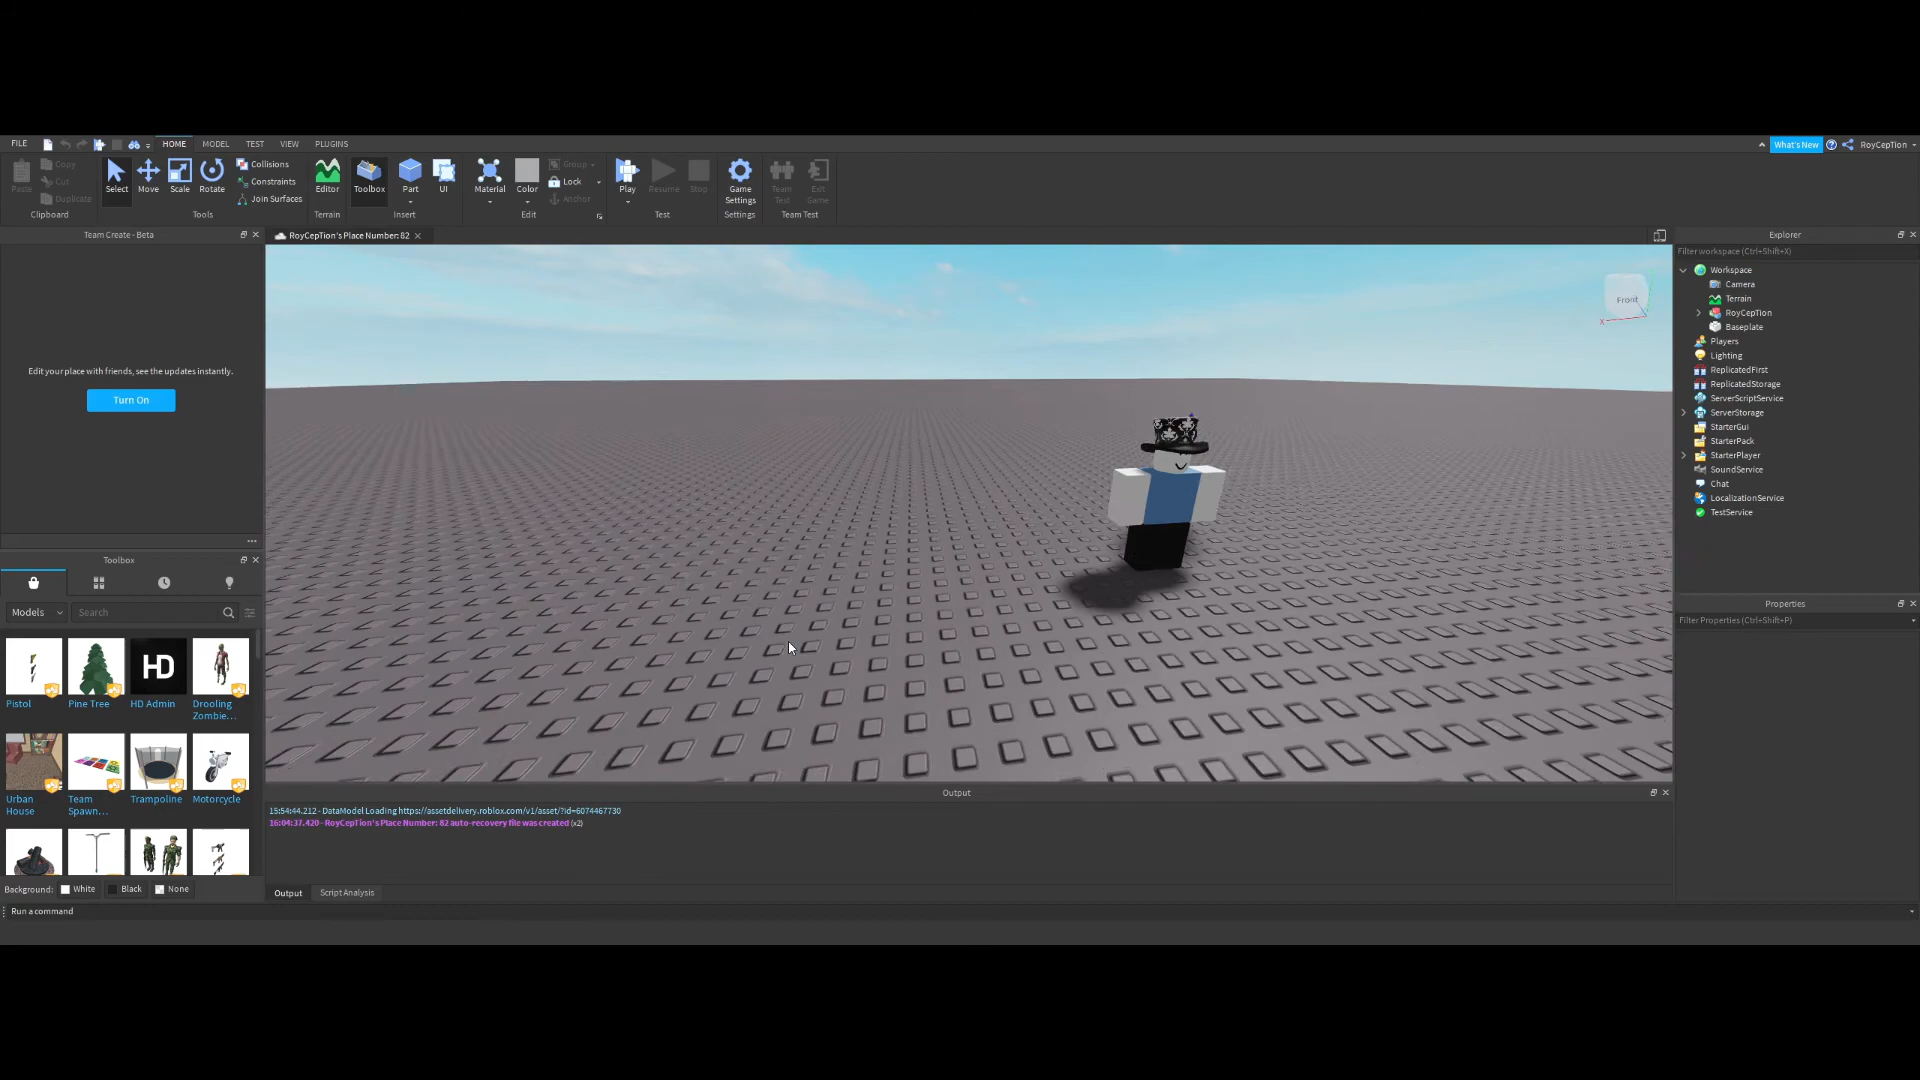 FILE
HOME
MODEL
TEST
VIEW
PLUGINS
What's New
RoyCepTion
Paste
Copy
Cut
Duplicate
Clipboard
Select
Move
Scale
Rotate
Collisions
Constraints
Join Surfaces
Tools
Editor
Terrain
Toolbox
Part
UI
Insert
Material
Color
Group
Lock
Anchor
Edit
Play
Resume
Stop
Test
Game
Settings
Settings
Team
Test
Exit
Game
Team Test
Team Create - Beta
RoyCepTion's Place Number: 82
Edit your place with friends, see the updates instantly.
Turn On
Toolbox
Models
Search
Pistol
Pine Tree
HD
HD Admin
Drooling
Zombie...
Urban
House
Team
Spawn...
Trampoline
Motorcycle
Background:
White
Black
None
Front
X
Output
15:54:44.212 - DataModel Loading https://assetdelivery.roblox.com/v1/asset/?id=6074467730
16:04:37.420 - RoyCepTion's Place Number: 82 auto-recovery file was created (x2)
Output
Script Analysis
Run a command
Explorer
Filter workspace (Ctrl+Shift+X)
Workspace
Camera
Terrain
RoyCepTion
Baseplate
Players
Lighting
ReplicatedFirst
ReplicatedStorage
ServerScriptService
ServerStorage
StarterGui
StarterPack
StarterPlayer
SoundService
Chat
LocalizationService
TestService
Properties
Filter Properties (Ctrl+Shift+P)